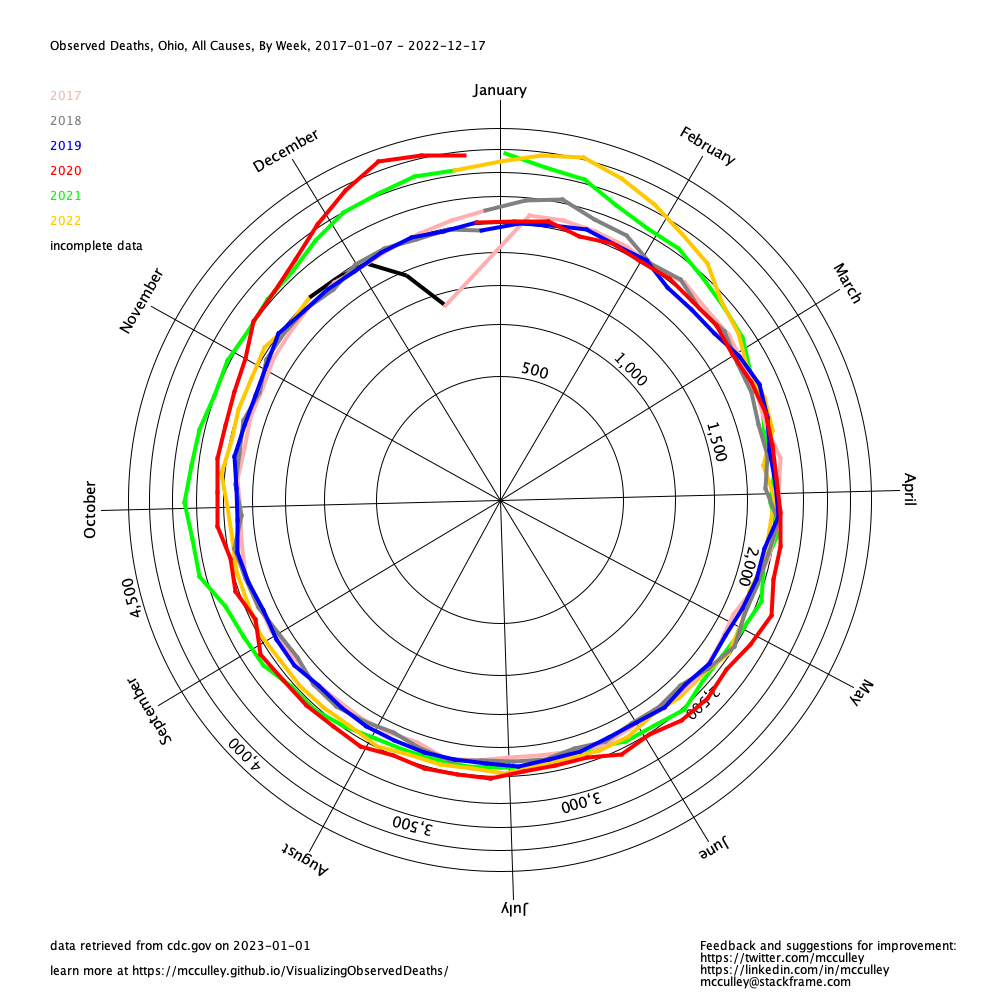 Observed Deaths, Ohio, All Causes, By Week, 2017-01-07 - 2022-12-17
2017
2018
2019
2020
2021
2022
incomplete data
January
February
March
April
May
June
July
August
September
October
November
December
500
1,000
1,500
2,000
2,500
3,000
3,500
4,000
4,500
data retrieved from cdc.gov on 2023-01-01
learn more at https://mcculley.github.io/VisualizingObservedDeaths/
Feedback and suggestions for improvement:
https://twitter.com/mcculley
https://linkedin.com/in/mcculley
mcculley@stackframe.com